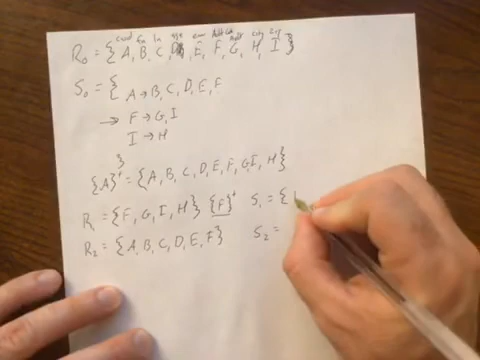 R₀ = { A, B, C, D, E, F, G, H, I }
S₀ = {
A → B, C, D, E, F
→ F → G, I
I → H
}
{A}⁺ = {A, B, C, D, E, F, G, I, H}
R₁ = {F, G, I, H} {F}⁺ S₁ = {
R₂ = {A, B, C, D, E, F} S₂ =